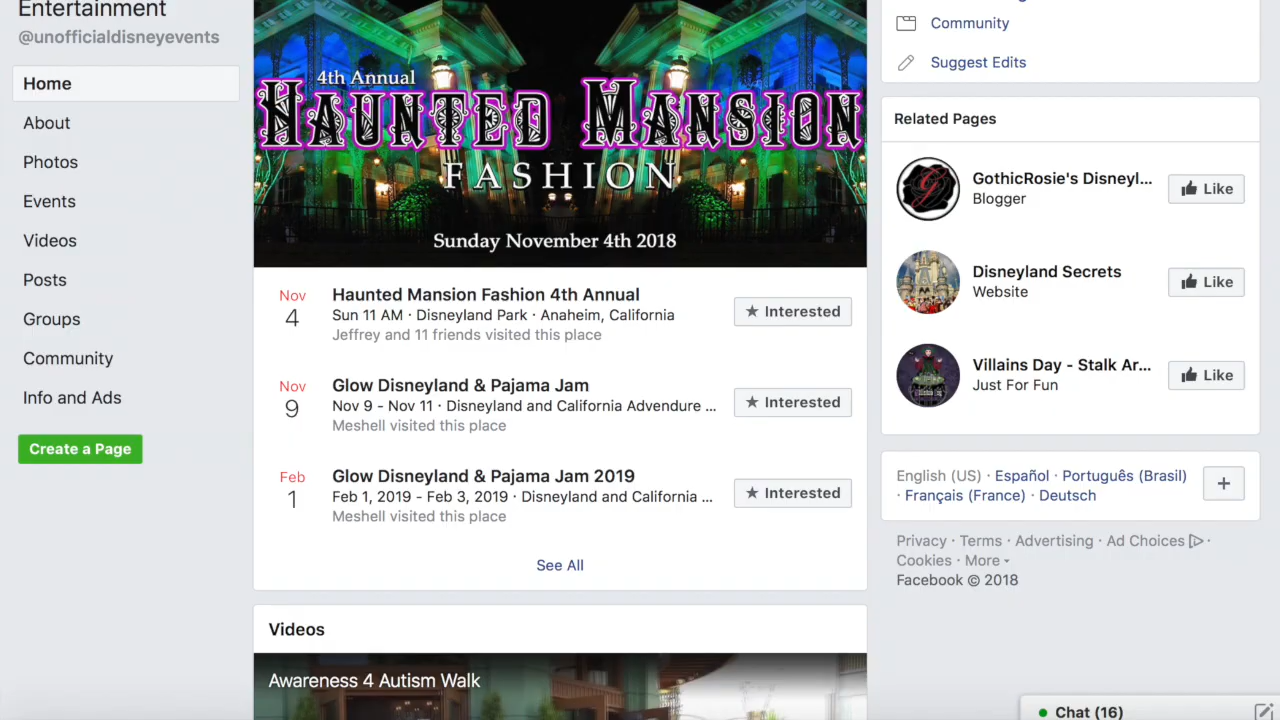 Entertainment
@unofficialdisneyevents
Home
About
Photos
Events
Videos
Posts
Groups
Community
Info and Ads
Create a Page
4th Annual
HAUNTED MANSION
FASHION
Sunday November 4th 2018
Nov
4
Haunted Mansion Fashion 4th Annual
Sun 11 AM · Disneyland Park · Anaheim, California
Jeffrey and 11 friends visited this place
Interested
Nov
9
Glow Disneyland & Pajama Jam
Nov 9 - Nov 11 · Disneyland and California Advendure ...
Meshell visited this place
Interested
Feb
1
Glow Disneyland & Pajama Jam 2019
Feb 1, 2019 - Feb 3, 2019 · Disneyland and California ...
Meshell visited this place
Interested
See All
Videos
Awareness 4 Autism Walk
Community
Suggest Edits
Related Pages
GothicRosie's Disneyl...
Blogger
Like
Disneyland Secrets
Website
Like
Villains Day - Stalk Ar...
Just For Fun
Like
English (US) · Español · Português (Brasil)
· Français (France) · Deutsch
Privacy · Terms · Advertising · Ad Choices ·
Cookies · More
Facebook © 2018
Chat (16)